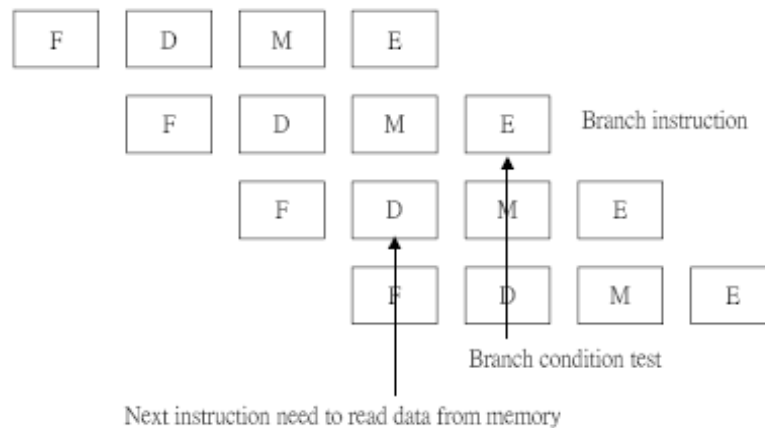 F D M E
F D M E Branch instruction
F D M E
F D M E
Branch condition test
Next instruction need to read data from memory